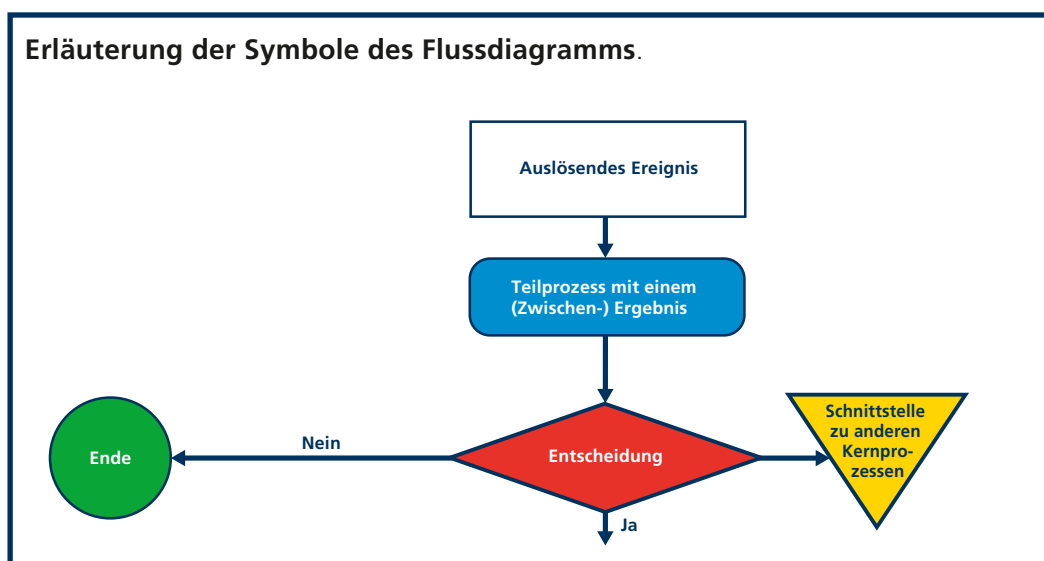 Erläuterung der Symbole des Flussdiagramms.
Auslösendes Ereignis
Teilprozess mit einem
(Zwischen-) Ergebnis
Ende
Nein
Entscheidung
Schnittstelle
zu anderen
Kernpro-
zessen
Ja